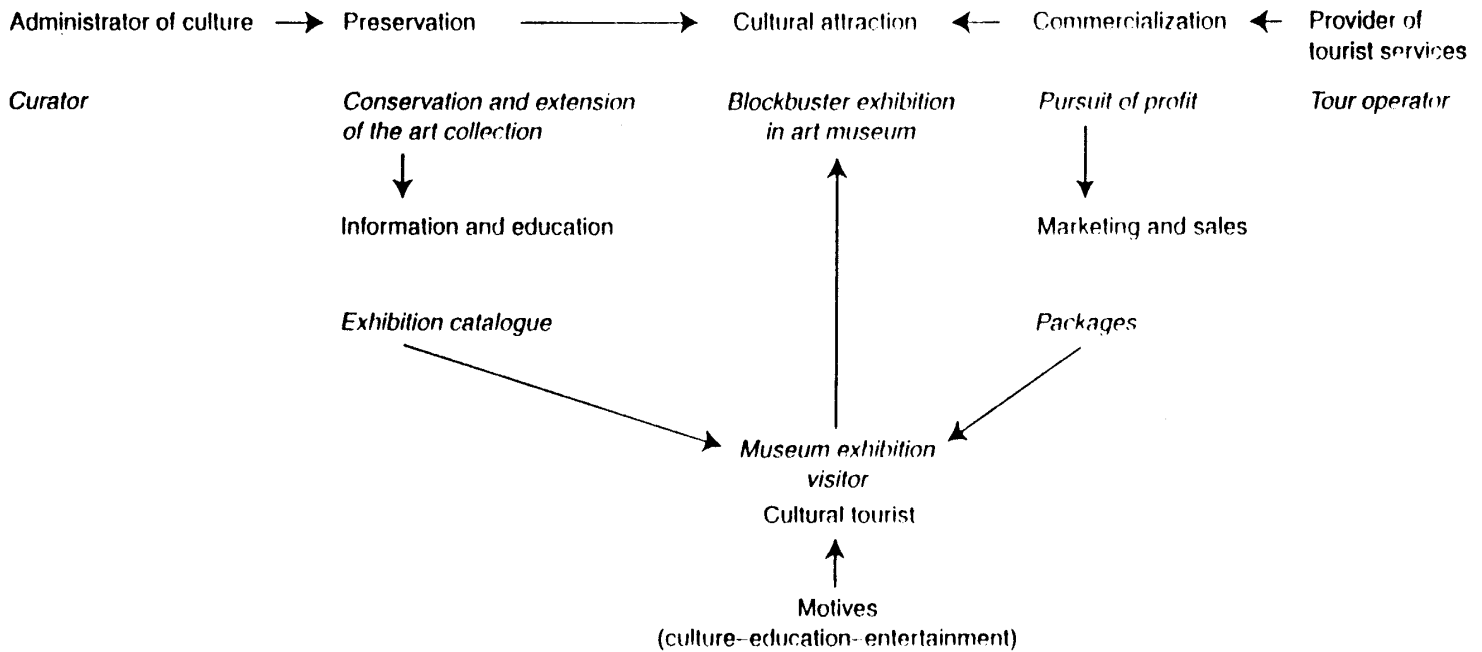 Administrator of culture Preservation Cultural attraction Commercialization Provider of
tourist services
Curator Conservation and extension Blockbuster exhibition Pursuit of profit Tour operator
of the art collection in art museum
Information and education Marketing and sales
Exhibition catalogue Packages
Museum exhibition
visitor
Cultural tourist
Motives
(culture–education–entertainment)